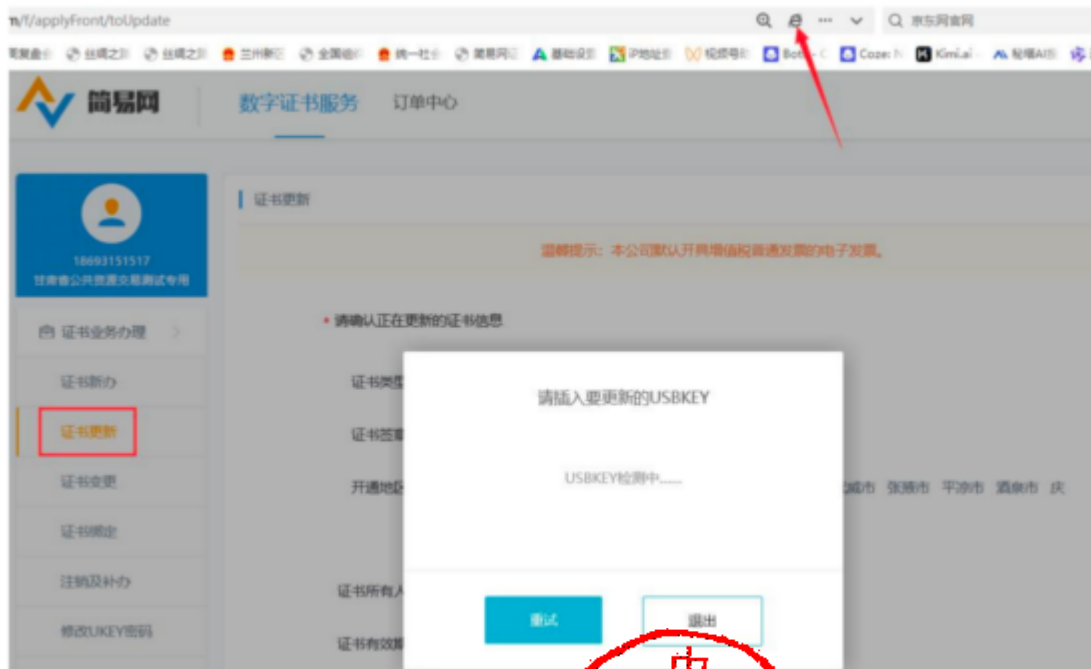 n/f/applyFront/toUpdate
京东网官网
简易网 数字证书服务 订单中心
证书更新
18693151517
甘肃省公共资源交易测试专用
温馨提示：本公司默认开具增值税普通发票的电子发票。
证书业务办理
* 请确认正在更新的证书信息
证书新办
证书类型
请插入要更新的USBKEY
证书更新
证书签章
USBKEY检测中......
证书变更
开通地区
威市 张掖市 平凉市 酒泉市 庆
证书绑定
注销及补办
证书所有人
重试 退出
修改UKEY密码
证书有效期